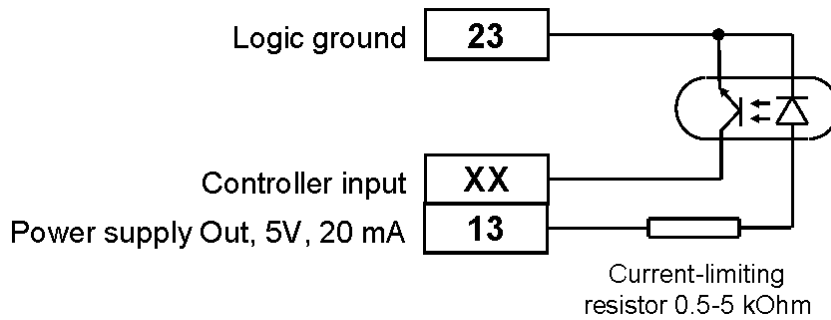 Logic ground 23
Controller input XX
Power supply Out, 5V, 20 mA 13
Current-limiting
resistor 0.5-5 kOhm